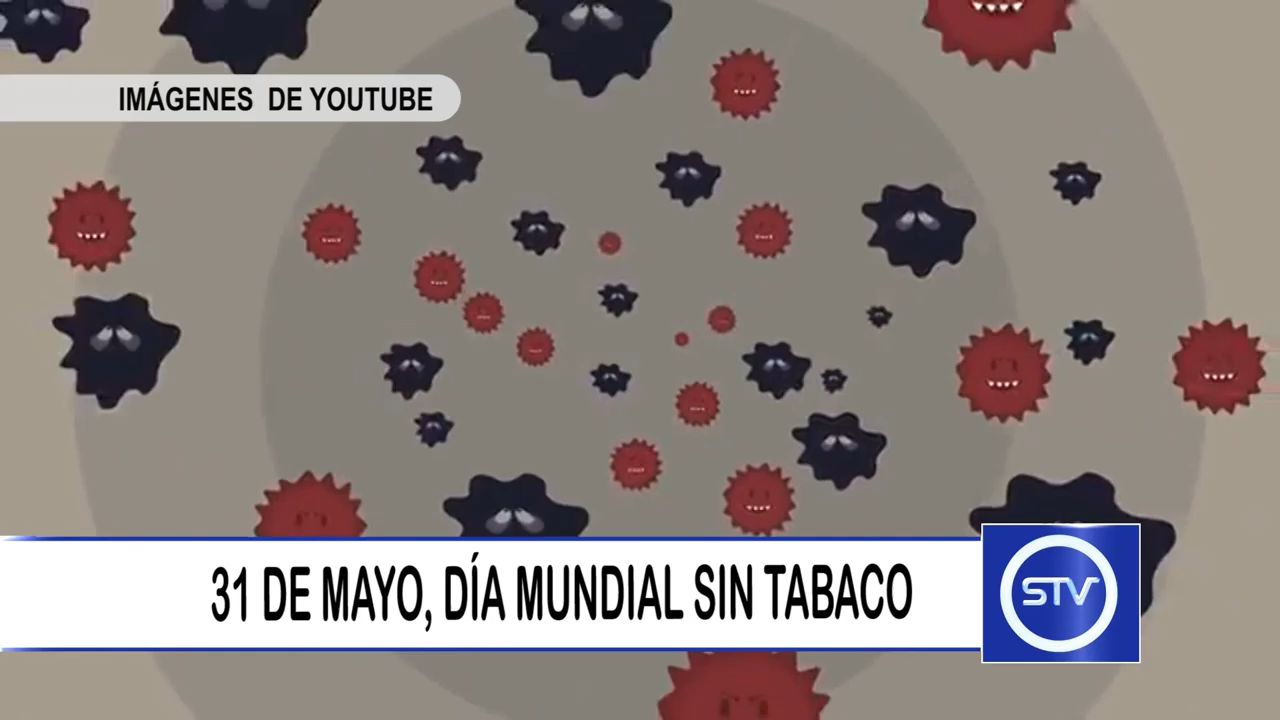 IMÁGENES DE YOUTUBE
31 DE MAYO, DÍA MUNDIAL SIN TABACO
STV